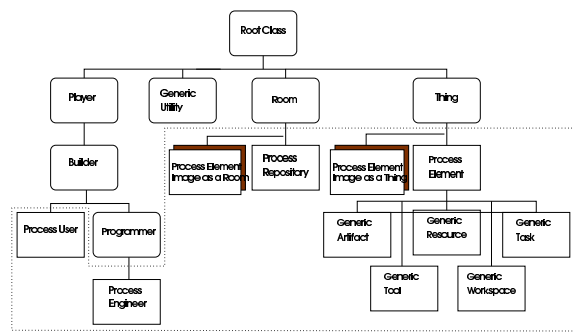 Root Class
Player
Generic
Utility
Room
Thing
Builder
Process Element
Image as a Room
Process
Repository
Process Element
Image as a Thing
Process
Element
Process User
Programmer
Generic
Artifact
Generic
Resource
Generic
Task
Process
Engineer
Generic
Tool
Generic
Workspace